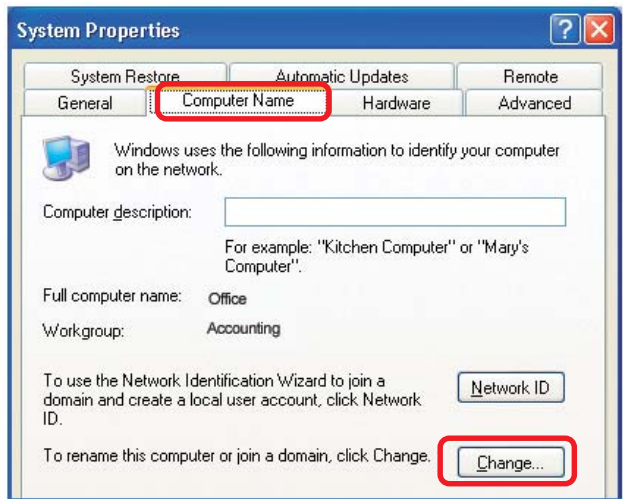 System Properties
System Restore Automatic Updates Remote
General Computer Name Hardware Advanced
Windows uses the following information to identify your computer
on the network.
Computer description:
For example: "Kitchen Computer" or "Mary's
Computer".
Full computer name: Office
Workgroup: Accounting
To use the Network Identification Wizard to join a
domain and create a local user account, click Network
ID.
Network ID
To rename this computer or join a domain, click Change.
Change...